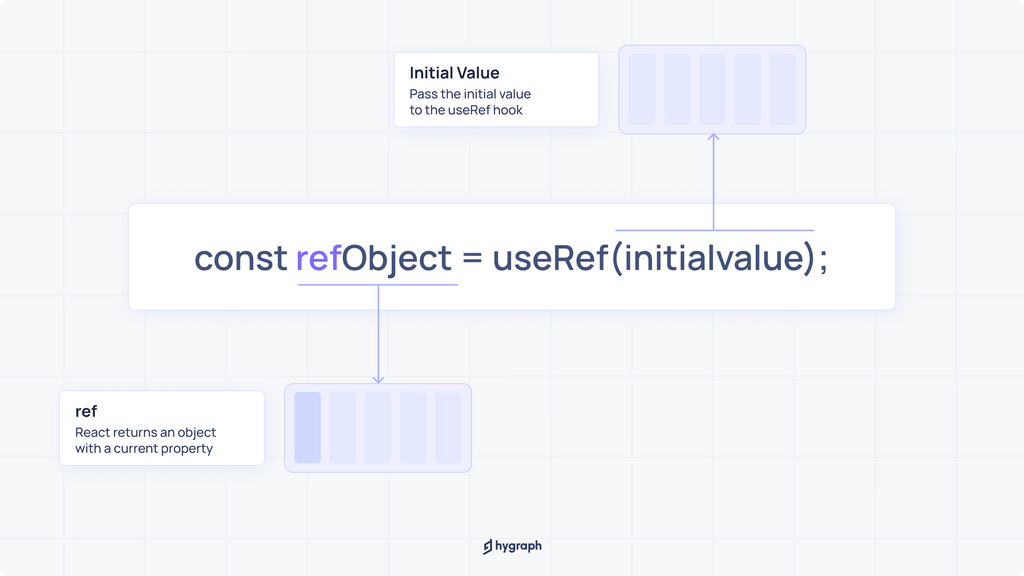 Initial Value
Pass the initial value
to the useRef hook
const refObject = useRef(initialvalue);
ref
React returns an object
with a current property
hygraph